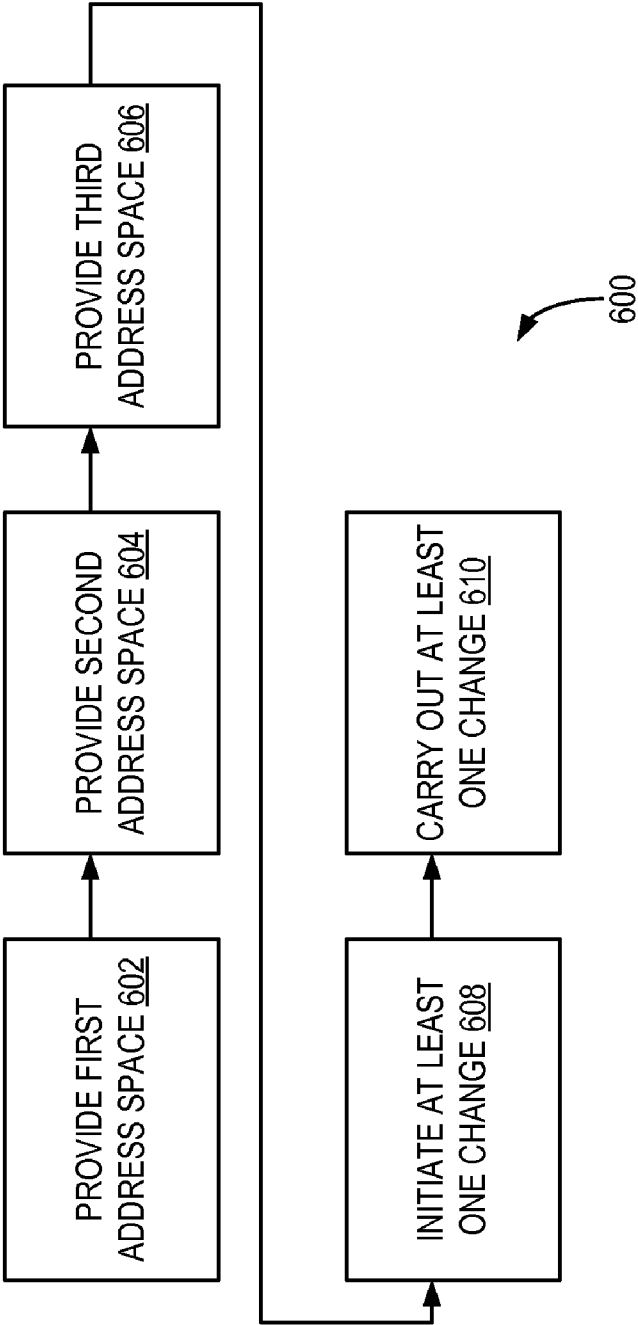 PROVIDE FIRST
ADDRESS SPACE 602
PROVIDE SECOND
ADDRESS SPACE 604
PROVIDE THIRD
ADDRESS SPACE 606
INITIATE AT LEAST
ONE CHANGE 608
CARRY OUT AT LEAST
ONE CHANGE 610
600